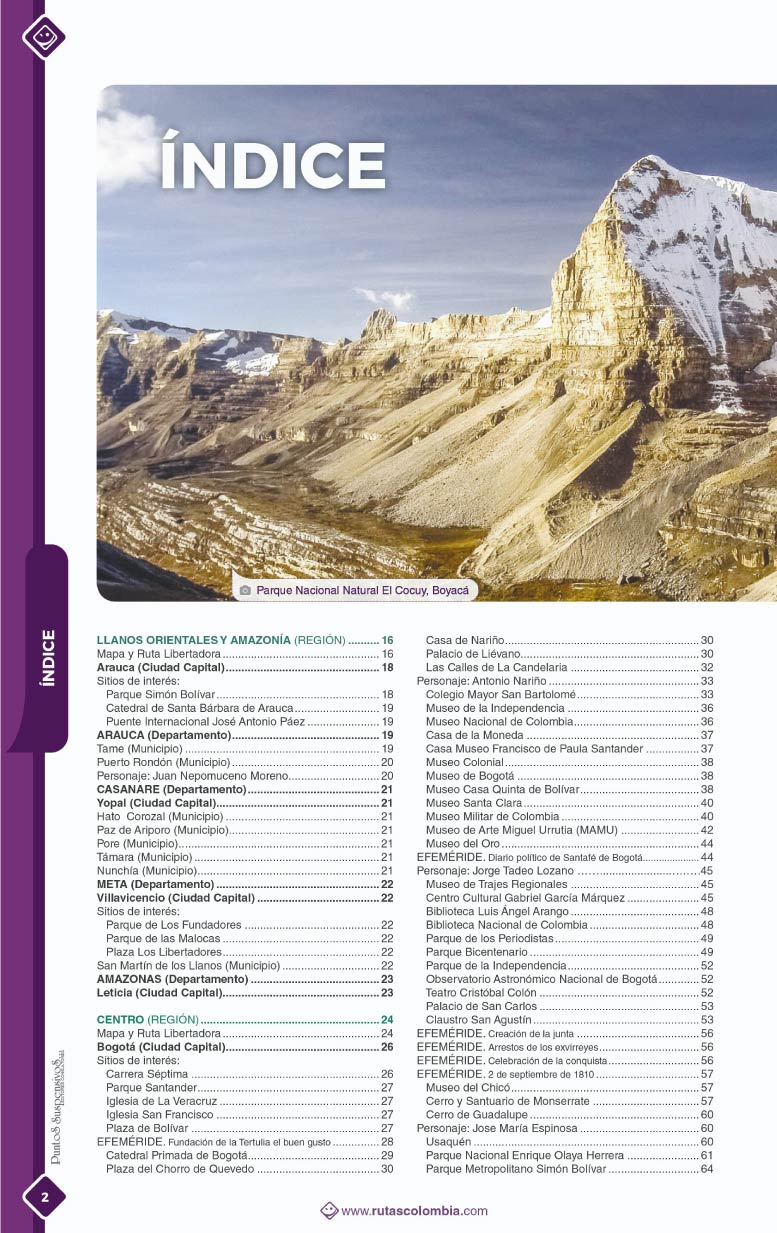 ÍNDICE
Parque Nacional Natural El Cocuy, Boyacá
ÍNDICE
LLANOS ORIENTALES Y AMAZONÍA (REGIÓN) .......... 16
Mapa y Ruta Libertadora .......... 16
Arauca (Ciudad Capital) .......... 18
Sitios de interés:
Parque Simón Bolívar .......... 18
Catedral de Santa Bárbara de Arauca .......... 19
Puente Internacional José Antonio Páez .......... 19
ARAUCA (Departamento) .......... 19
Tame (Municipio) .......... 19
Puerto Rondón (Municipio) .......... 20
Personaje: Juan Nepomuceno Moreno .......... 20
CASANARE (Departamento) .......... 21
Yopal (Ciudad Capital) .......... 21
Hato Corozal (Municipio) .......... 21
Paz de Ariporo (Municipio) .......... 21
Pore (Municipio) .......... 21
Támara (Municipio) .......... 21
Nunchía (Municipio) .......... 21
META (Departamento) .......... 22
Villavicencio (Ciudad Capital) .......... 22
Sitios de interés:
Parque de Los Fundadores .......... 22
Parque de las Malocas .......... 22
Plaza Los Libertadores .......... 22
San Martín de los Llanos (Municipio) .......... 22
AMAZONAS (Departamento) .......... 23
Leticia (Ciudad Capital) .......... 23
CENTRO (REGIÓN) .......... 24
Mapa y Ruta Libertadora .......... 24
Bogotá (Ciudad Capital) .......... 26
Sitios de interés:
Carrera Séptima .......... 26
Parque Santander .......... 27
Iglesia de La Veracruz .......... 27
Iglesia San Francisco .......... 27
Plaza de Bolívar .......... 27
EFEMÉRIDE. Fundación de la Tertulia el buen gusto .......... 28
Catedral Primada de Bogotá .......... 29
Plaza del Chorro de Quevedo .......... 30
Casa de Nariño .......... 30
Palacio de Liévano .......... 30
Las Calles de La Candelaria .......... 32
Personaje: Antonio Nariño .......... 33
Colegio Mayor San Bartolomé .......... 33
Museo de la Independencia .......... 36
Museo Nacional de Colombia .......... 36
Casa de la Moneda .......... 37
Casa Museo Francisco de Paula Santander .......... 37
Museo Colonial .......... 38
Museo de Bogotá .......... 38
Museo Casa Quinta de Bolívar .......... 38
Museo Santa Clara .......... 40
Museo Militar de Colombia .......... 40
Museo de Arte Miguel Urrutia (MAMU) .......... 42
Museo del Oro .......... 44
EFEMÉRIDE. Diario político de Santafé de Bogotá .......... 44
Personaje: Jorge Tadeo Lozano .......... 45
Museo de Trajes Regionales .......... 45
Centro Cultural Gabriel García Márquez .......... 45
Biblioteca Luis Ángel Arango .......... 48
Biblioteca Nacional de Colombia .......... 48
Parque de los Periodistas .......... 49
Parque Bicentenario .......... 49
Parque de la Independencia .......... 52
Observatorio Astronómico Nacional de Bogotá .......... 52
Teatro Cristóbal Colón .......... 52
Palacio de San Carlos .......... 53
Claustro San Agustín .......... 53
EFEMÉRIDE. Creación de la junta .......... 56
EFEMÉRIDE. Arrestos de los exvirreyes .......... 56
EFEMÉRIDE. Celebración de la conquista .......... 56
EFEMÉRIDE. 2 de septiembre de 1810 .......... 57
Museo del Chicó .......... 57
Cerro y Santuario de Monserrate .......... 57
Cerro de Guadalupe .......... 60
Personaje: Jose María Espinosa .......... 60
Usaquén .......... 60
Parque Nacional Enrique Olaya Herrera .......... 61
Parque Metropolitano Simón Bolívar .......... 64
Puntos Suspensivos
2
www.rutascolombia.com